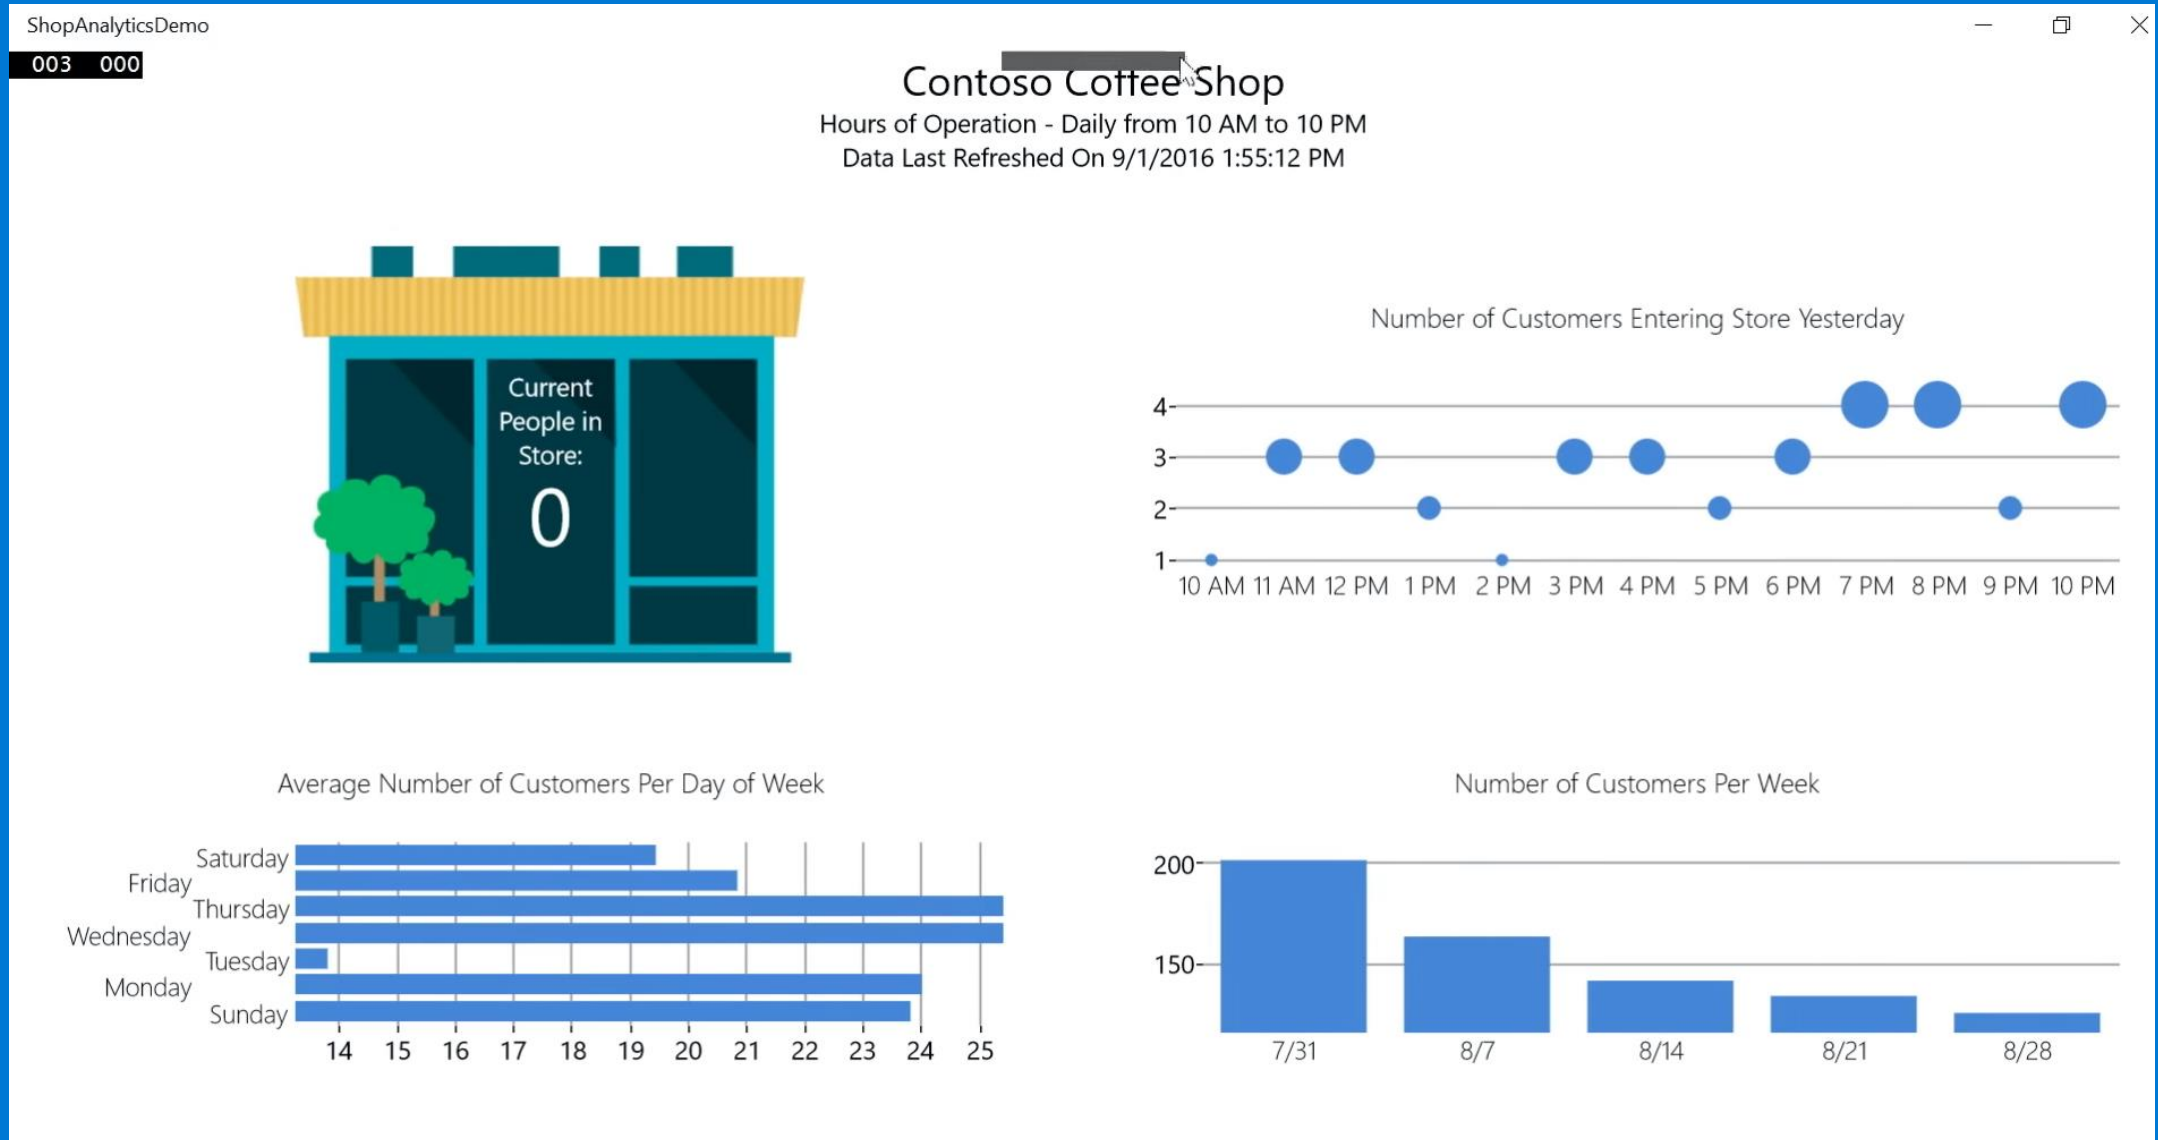 ShopAnalyticsDemo
003 000
Contoso Coffee Shop
Hours of Operation - Daily from 10 AM to 10 PM
Data Last Refreshed On 9/1/2016 1:55:12 PM
Current
People in
Store:
0
Number of Customers Entering Store Yesterday
4
3
2
1
10 AM 11 AM 12 PM 1 PM 2 PM 3 PM 4 PM 5 PM 6 PM 7 PM 8 PM 9 PM 10 PM
Average Number of Customers Per Day of Week
Saturday
Friday
Thursday
Wednesday
Tuesday
Monday
Sunday
14 15 16 17 18 19 20 21 22 23 24 25
Number of Customers Per Week
200
150
7/31 8/7 8/14 8/21 8/28